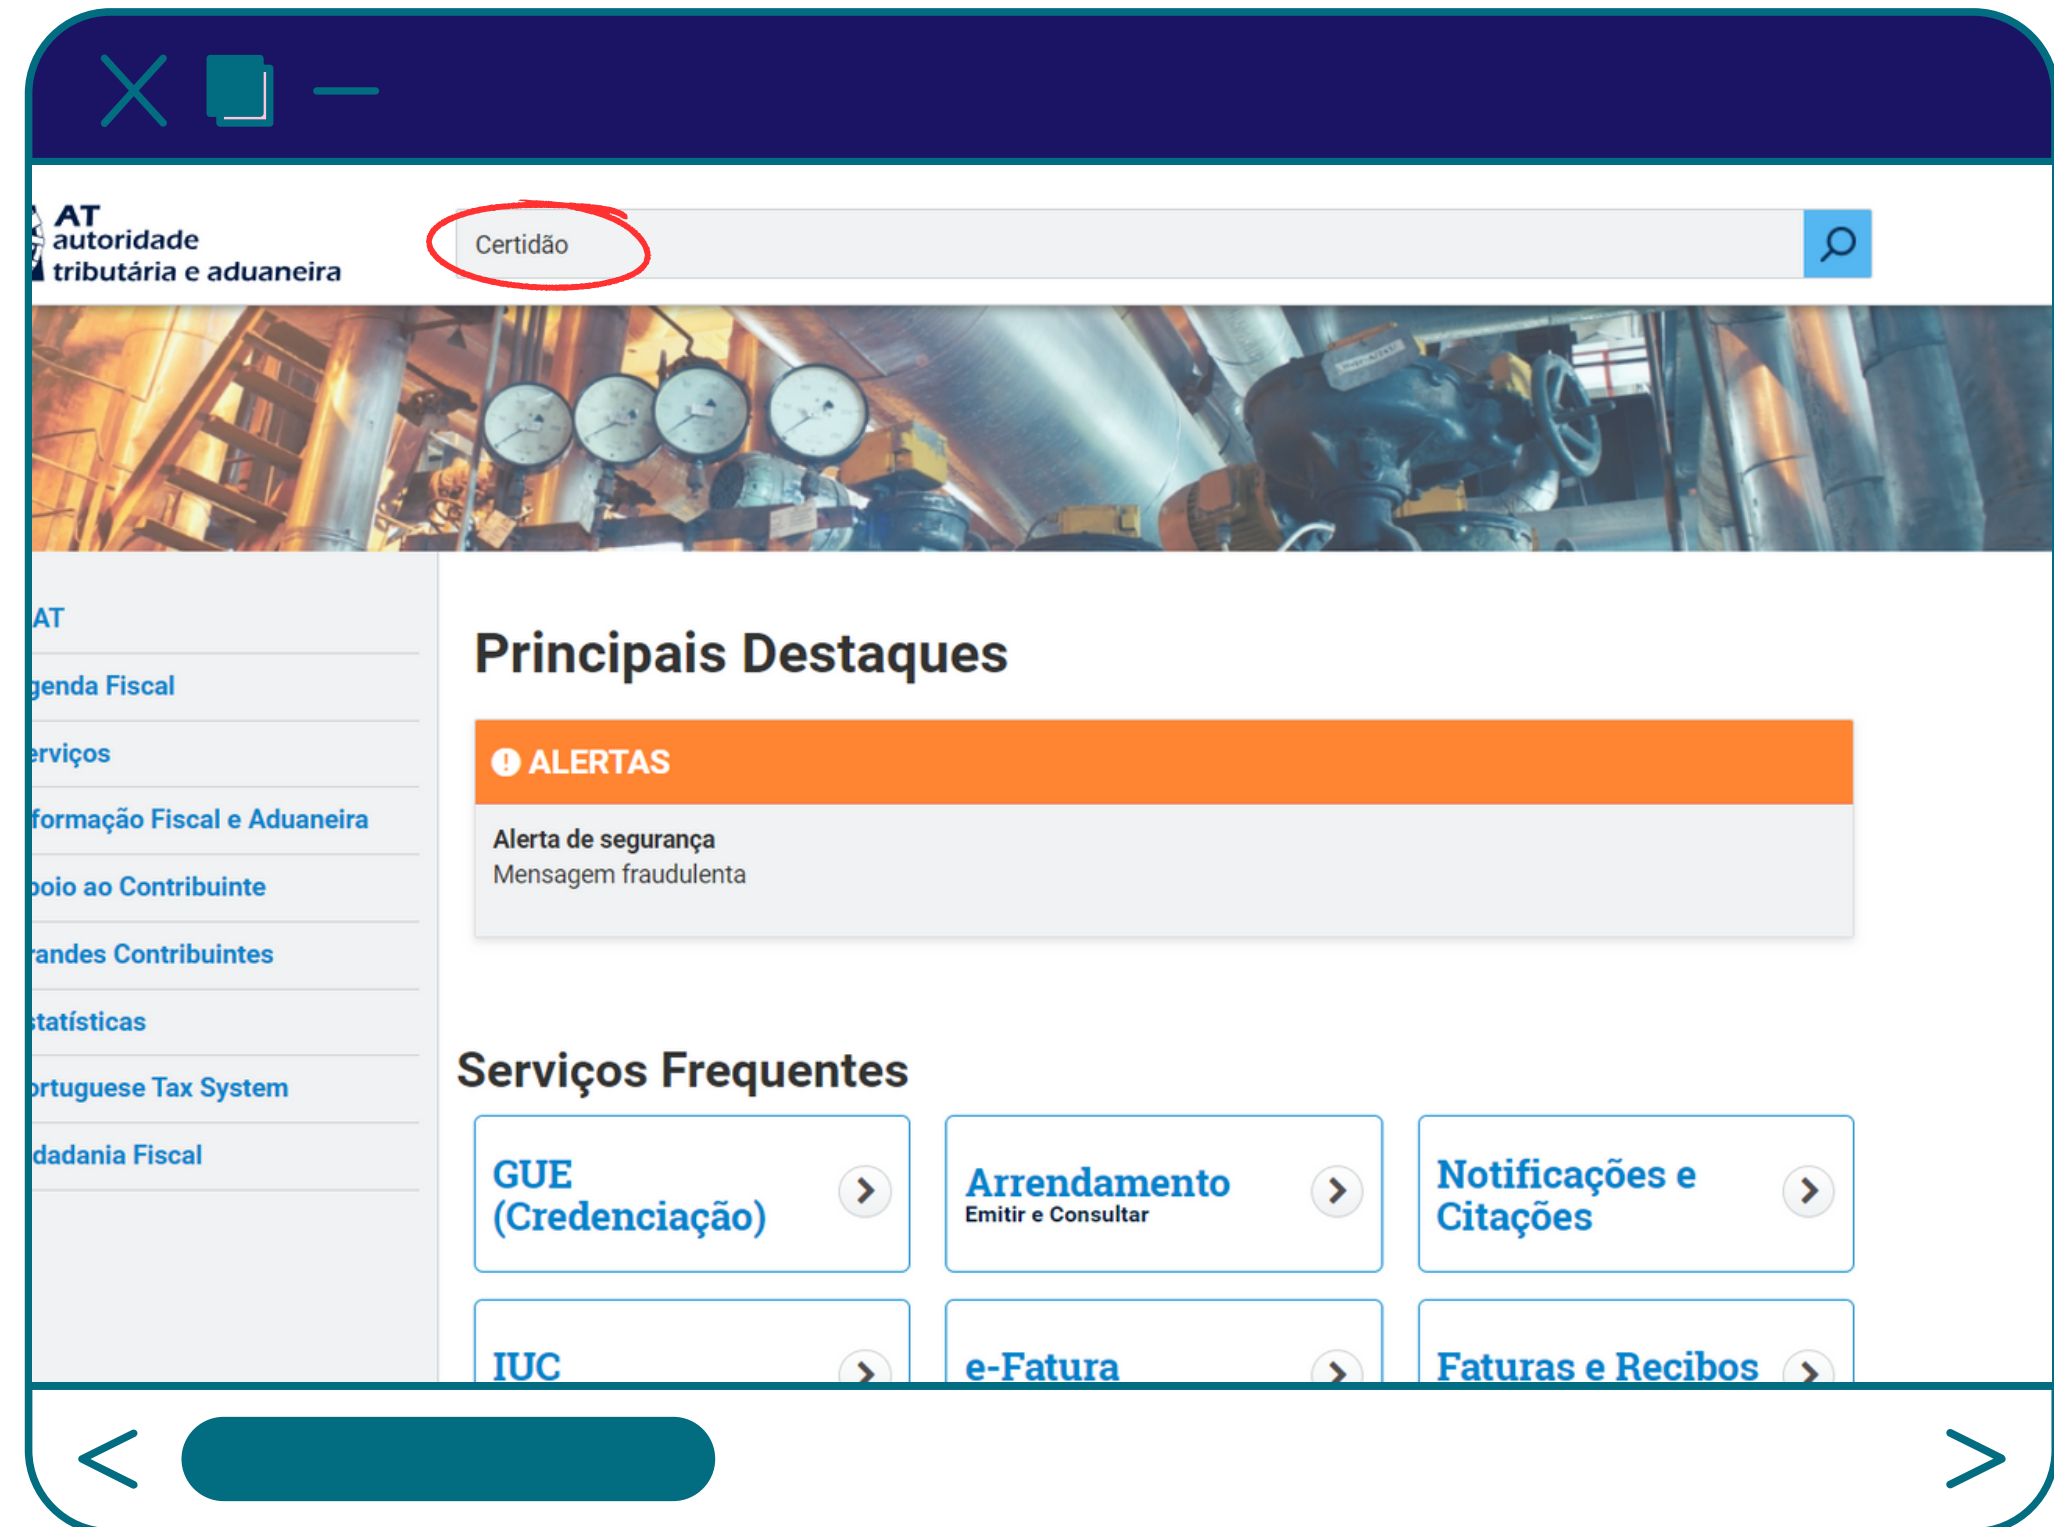 AT
autoridade
tributária e aduaneira
Certidão
AT
genda Fiscal
erviços
formação Fiscal e Aduaneira
poio ao Contribuinte
randes Contribuintes
statísticas
ortuguese Tax System
dadania Fiscal
Principais Destaques
ALERTAS
Alerta de segurança
Mensagem fraudulenta
Serviços Frequentes
GUE
(Credenciação)
Arrendamento
Emitir e Consultar
Notificações e
Citações
IUC
e-Fatura
Faturas e Recibos